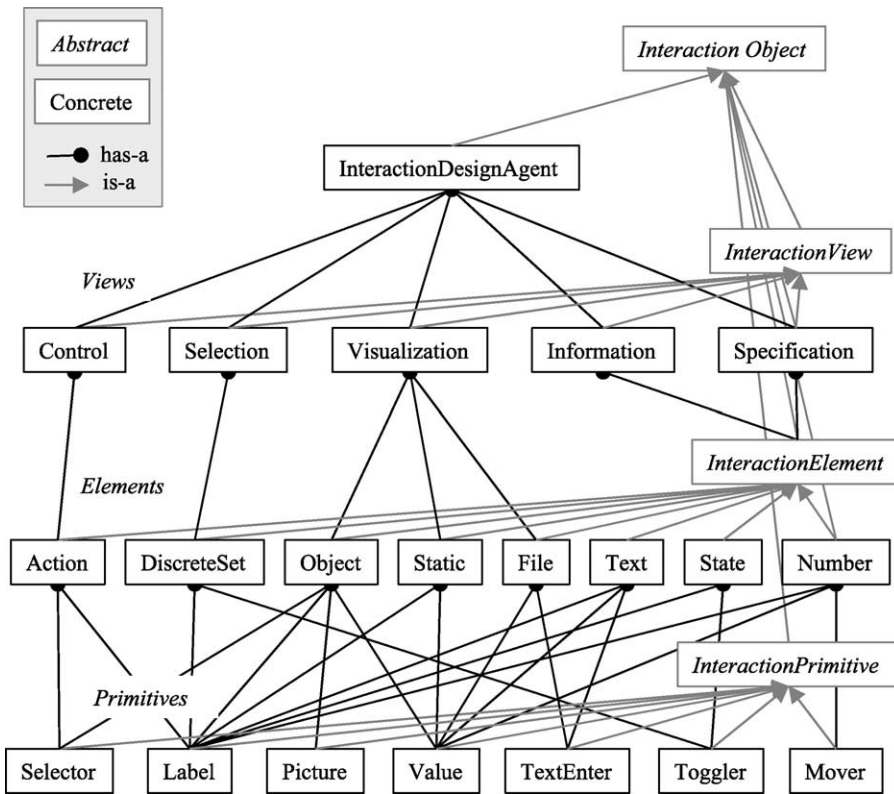 Abstract
Interaction Object
Concrete
has-a
is-a
InteractionDesignAgent
InteractionView
Views
Control
Selection
Visualization
Information
Specification
InteractionElement
Elements
Action
DiscreteSet
Object
Static
File
Text
State
Number
InteractionPrimitive
Primitives
Selector
Label
Picture
Value
TextEnter
Toggler
Mover